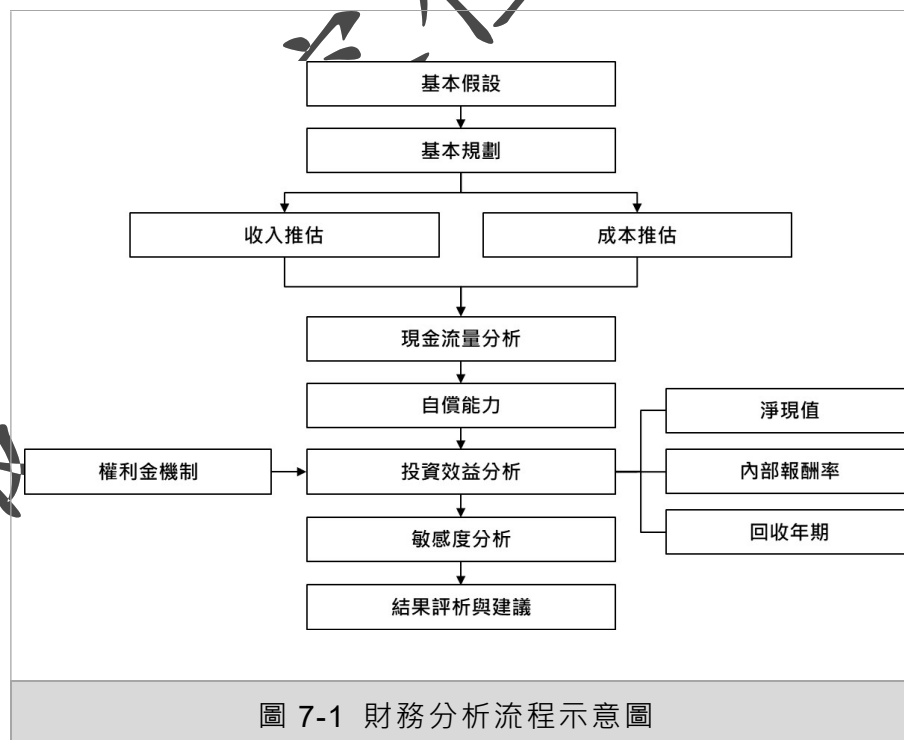 基本假設
基本規劃
收入推估
成本推估
現金流量分析
自償能力
淨現值
權利金機制
投資效益分析
內部報酬率
回收年期
敏感度分析
結果評析與建議
圖 7-1 財務分析流程示意圖